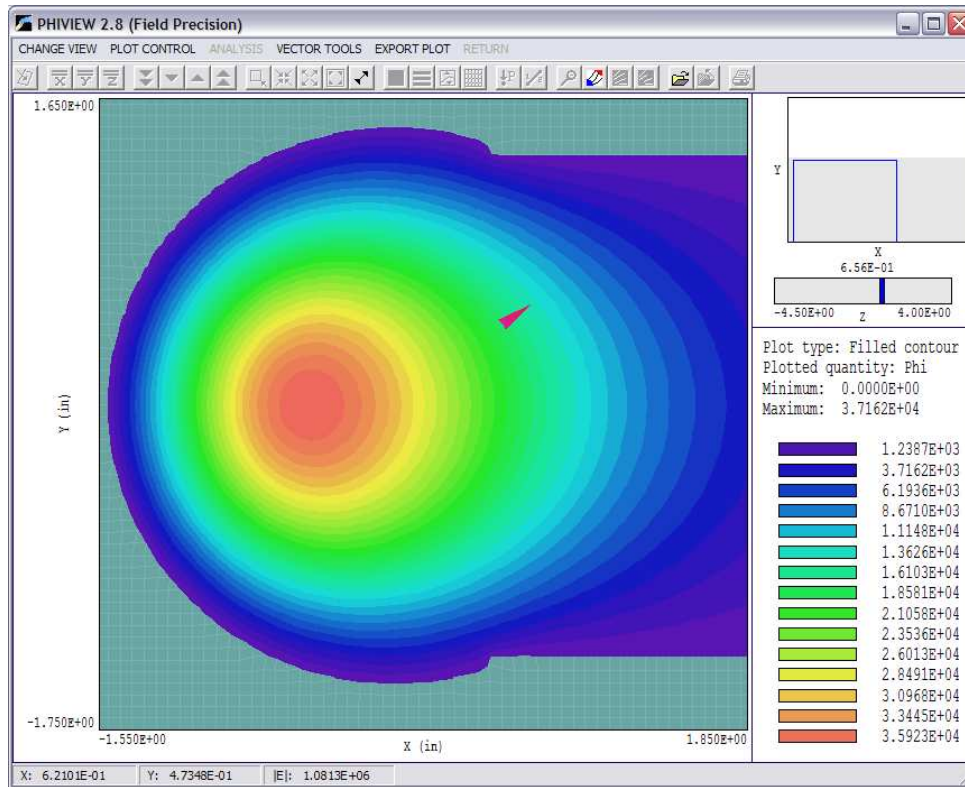 PHIVIEW 2.8 (Field Precision)
CHANGE VIEW PLOT CONTROL ANALYSIS VECTOR TOOLS EXPORT PLOT RETURN
X Y Z P
1.650E+00
Y (in)
-1.750E+00
-1.550E+00 X (in) 1.850E+00
Y
X
6.56E-01
-4.50E+00 Z 4.00E+00
Plot type: Filled contour
Plotted quantity: Phi
Minimum: 0.0000E+00
Maximum: 3.7162E+04
1.2387E+03
3.7162E+03
6.1936E+03
8.6710E+03
1.1148E+04
1.3626E+04
1.6103E+04
1.8581E+04
2.1058E+04
2.3536E+04
2.6013E+04
2.8491E+04
3.0968E+04
3.3445E+04
3.5923E+04
X: 6.2101E-01 Y: 4.7348E-01 |E|: 1.0813E+06